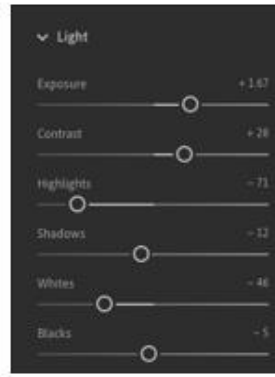 Light
Exposure + 1.67
Contrast + 28
Highlights - 71
Shadows - 12
Whites - 46
Blacks - 5